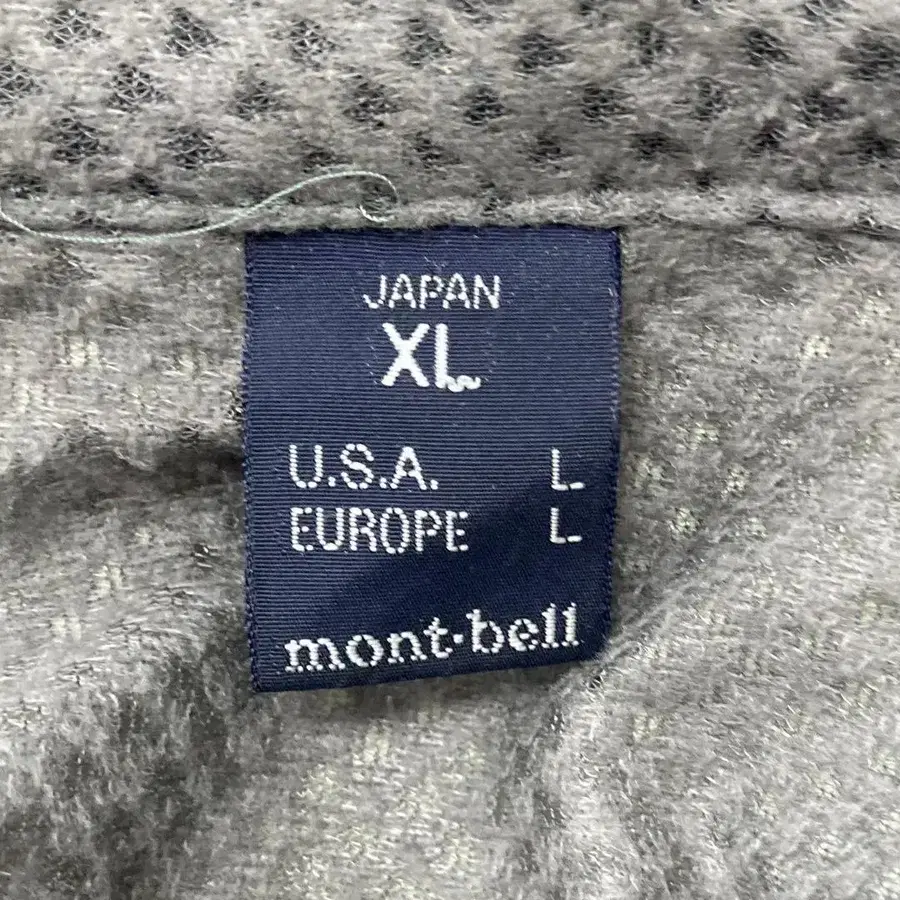 JAPAN
XL
U.S.A. L
EUROPE L
mont-bell